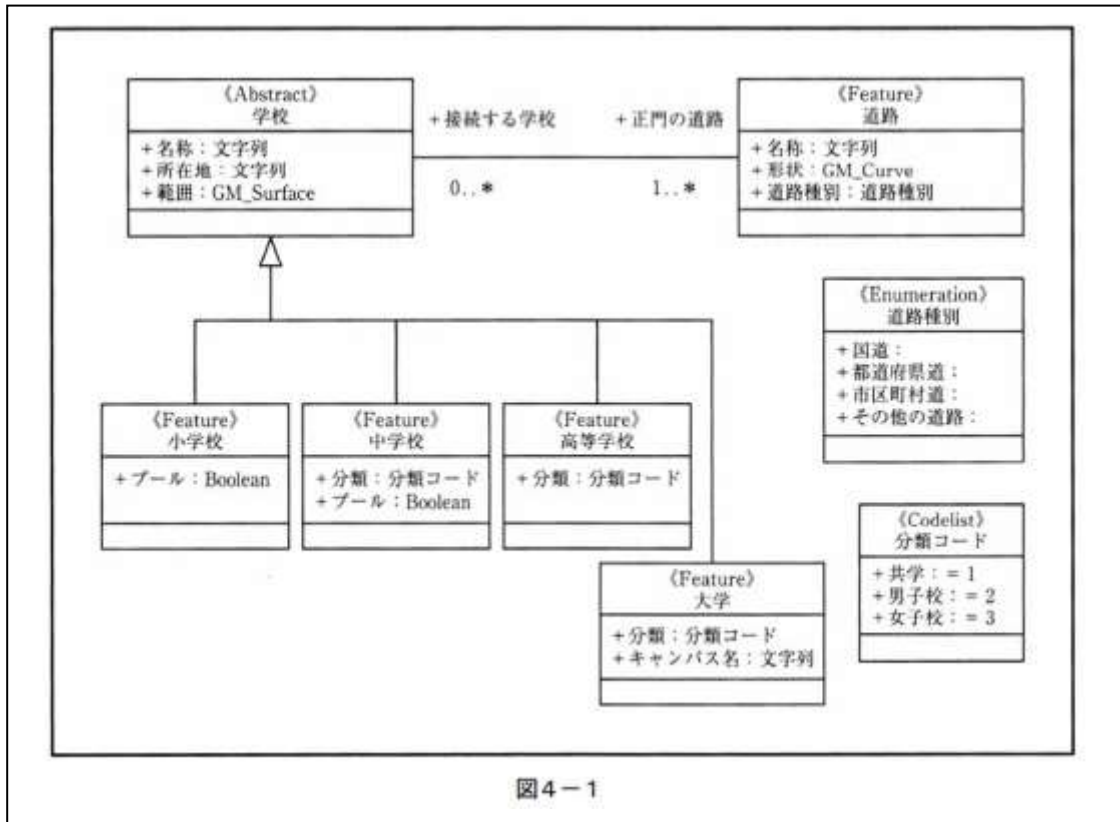 《Abstract》
学校
+名称：文字列
+所在地：文字列
+範囲：GM_Surface
+接続する学校
+正門の道路
0..*
1..*
《Feature》
道路
+名称：文字列
+形状：GM_Curve
+道路種別：道路種別
《Enumeration》
道路種別
+国道：
+都道府県道：
+市区町村道：
+その他の道路：
《Feature》
小学校
+プール：Boolean
《Feature》
中学校
+分類：分類コード
+プール：Boolean
《Feature》
高等学校
+分類：分類コード
《Codelist》
分類コード
+共学：= 1
+男子校：= 2
+女子校：= 3
《Feature》
大学
+分類：分類コード
+キャンパス名：文字列
図4－1